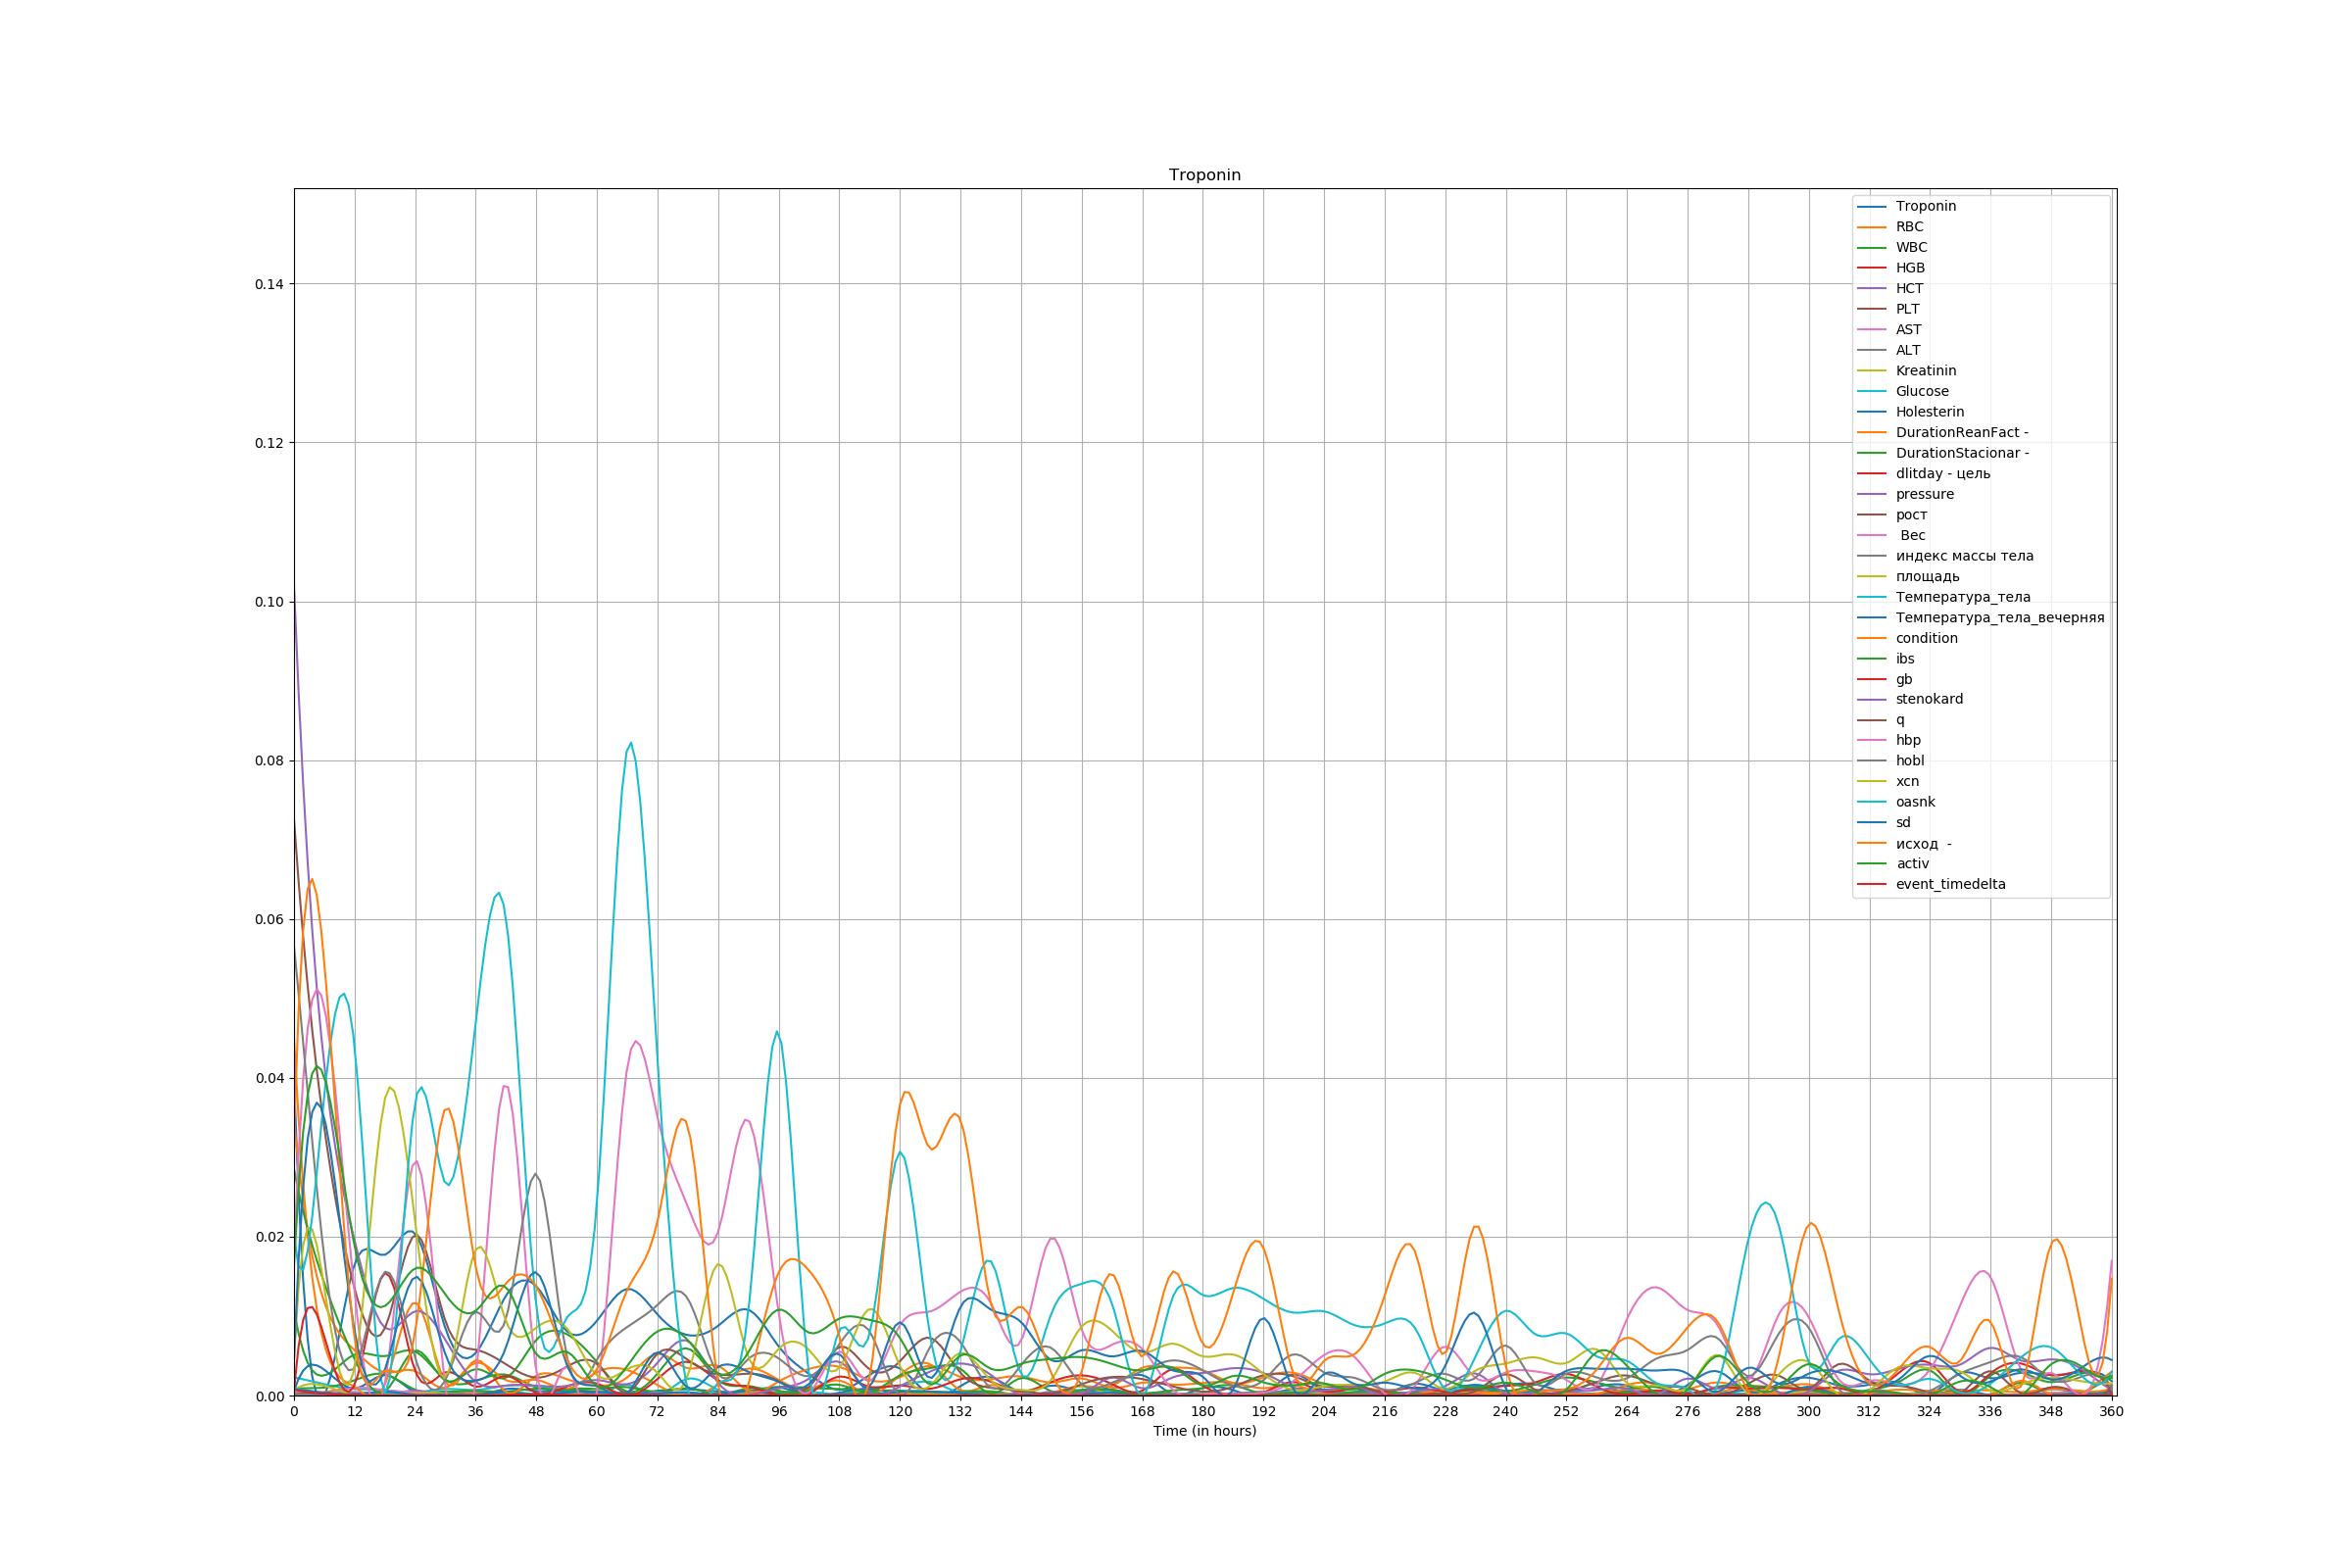 Troponin
0.14
0.12
0.10
0.08
0.06
0.04
0.02
0.00
Troponin
RBC
WBC
HGB
HCT
PLT
AST
ALT
Kreatinin
Glucose
Holesterin
DurationReanFact -
DurationStacionar -
dlitday - цель
pressure
рост
Вес
индекс массы тела
площадь
Температура_тела
Температура_тела_вечерняя
condition
ibs
gb
stenokard
q
hbp
hobl
xcn
oasnk
sd
исход  -
activ
event_timedelta
0 12 24 36 48 60 72 84 96 108 120 132 144 156 168 180 192 204 216 228 240 252 264 276 288 300 312 324 336 348 360
Time (in hours)